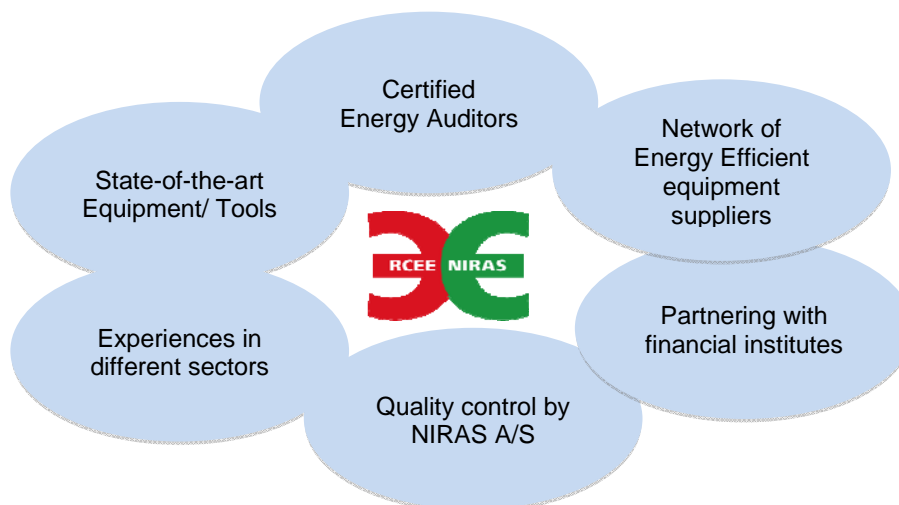 Certified
Energy Auditors
Network of
Energy Efficient
equipment
suppliers
State-of-the-art
Equipment/ Tools
RCEE NIRAS
Partnering with
financial institutes
Experiences in
different sectors
Quality control by
NIRAS A/S